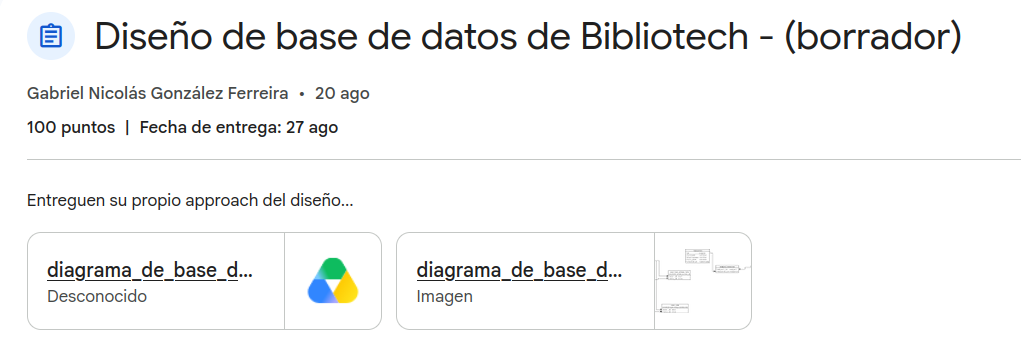 Diseño de base de datos de Bibliotech - (borrador)
Gabriel Nicolás González Ferreira • 20 ago
100 puntos | Fecha de entrega: 27 ago
Entreguen su propio approach del diseño...
diagrama_de_base_d...
Desconocido
diagrama_de_base_d...
Imagen